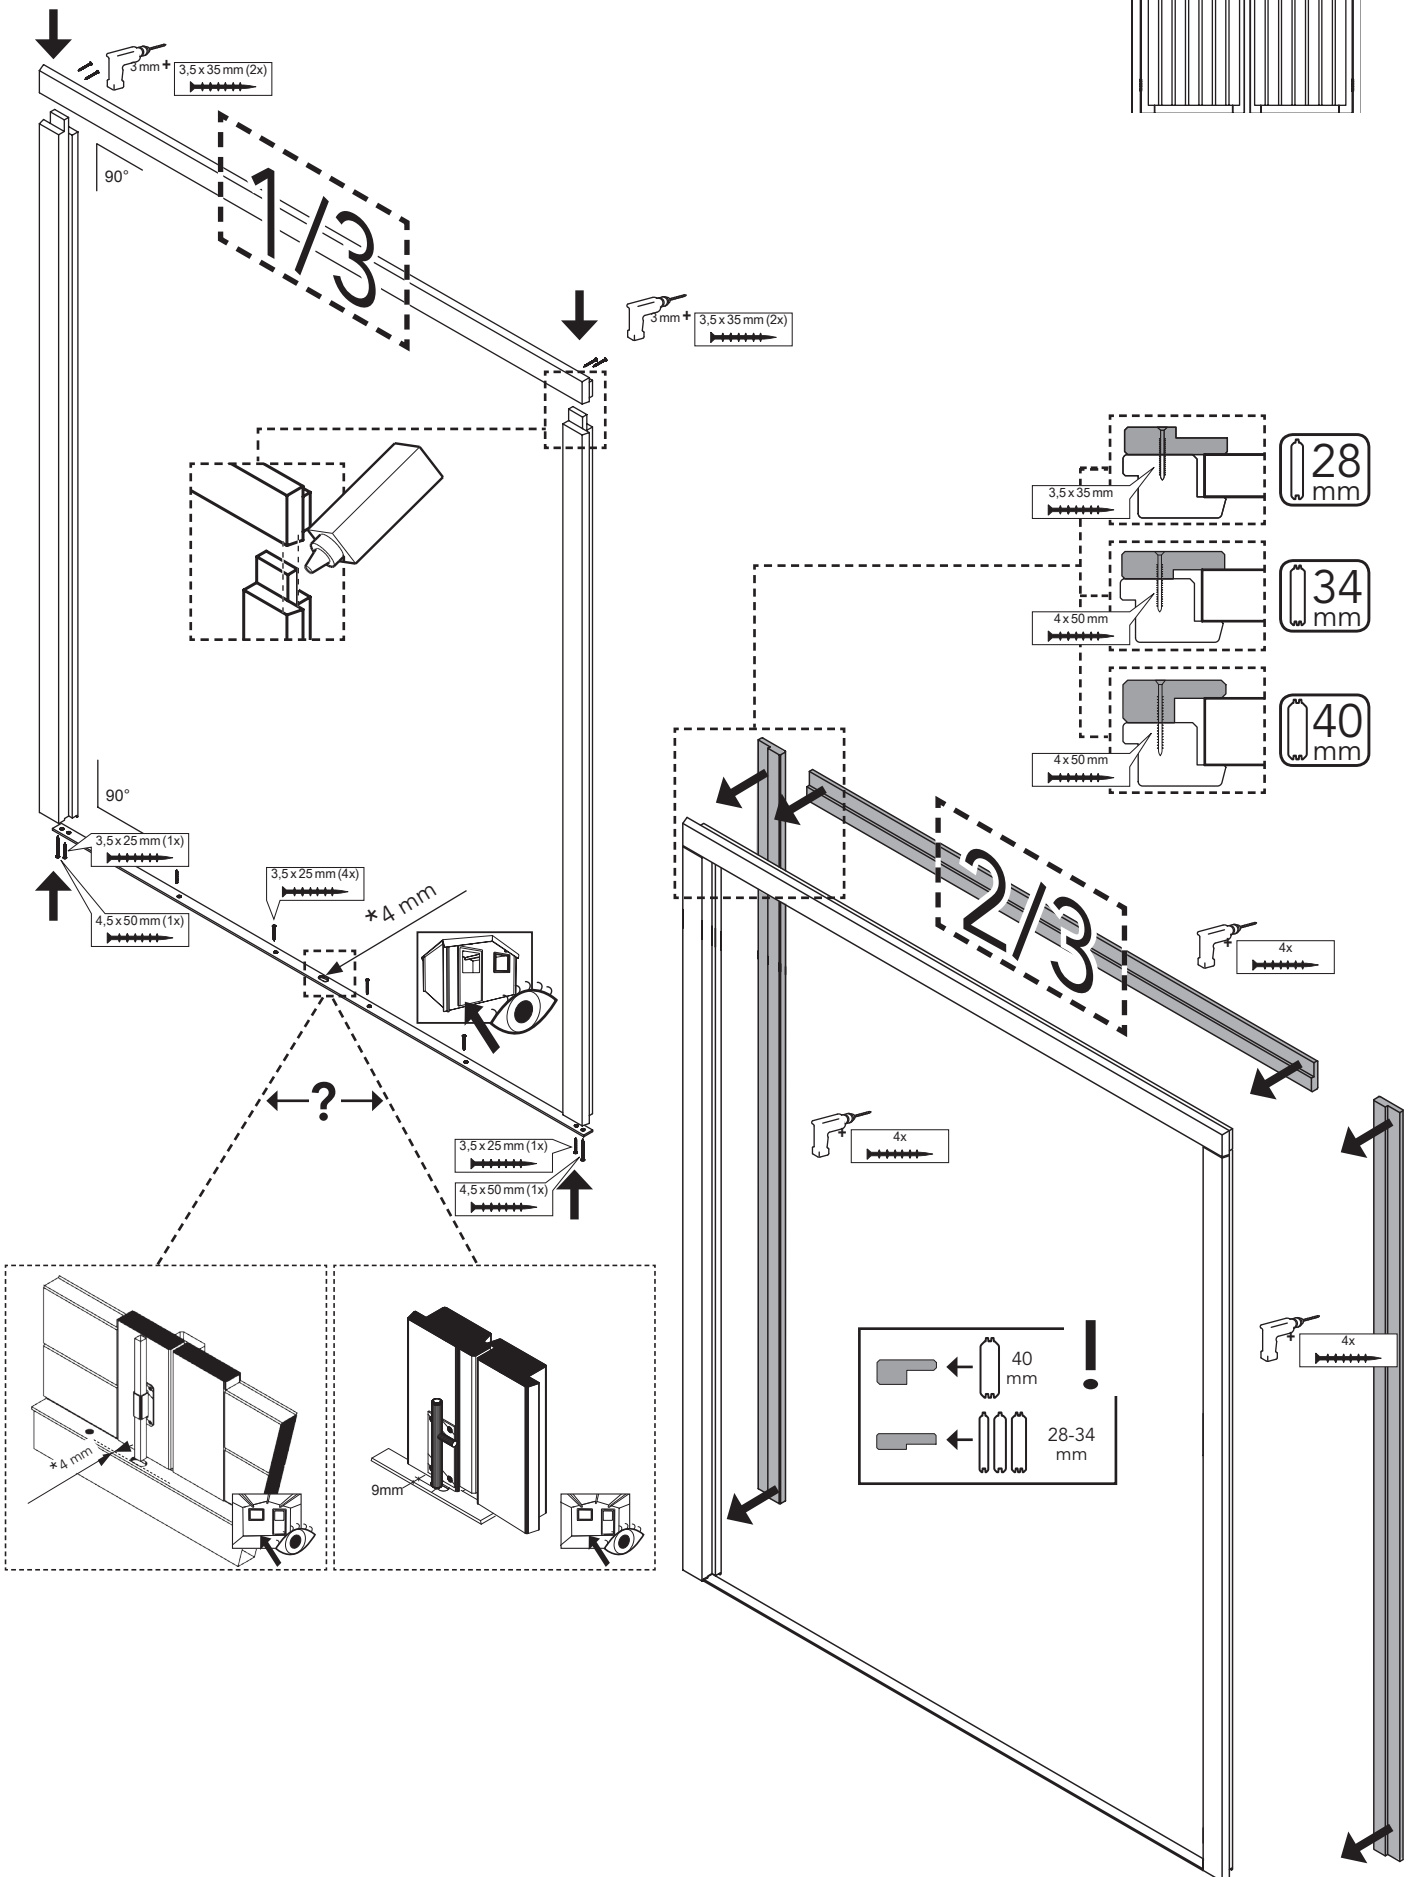 3 mm +
3,5 x 35 mm (2x)
90°
1/3
3 mm +
3,5 x 35 mm (2x)
3,5 x 35 mm
28
mm
4 x 50 mm
34
mm
4 x 50 mm
40
mm
90°
3,5 x 25 mm (1x)
4,5 x 50 mm (1x)
3,5 x 25 mm (4x)
*4 mm
?
3,5 x 25 mm (1x)
4,5 x 50 mm (1x)
*4 mm
9mm
2/3
+
4x
+
4x
+
4x
40
mm
!
28-34
mm